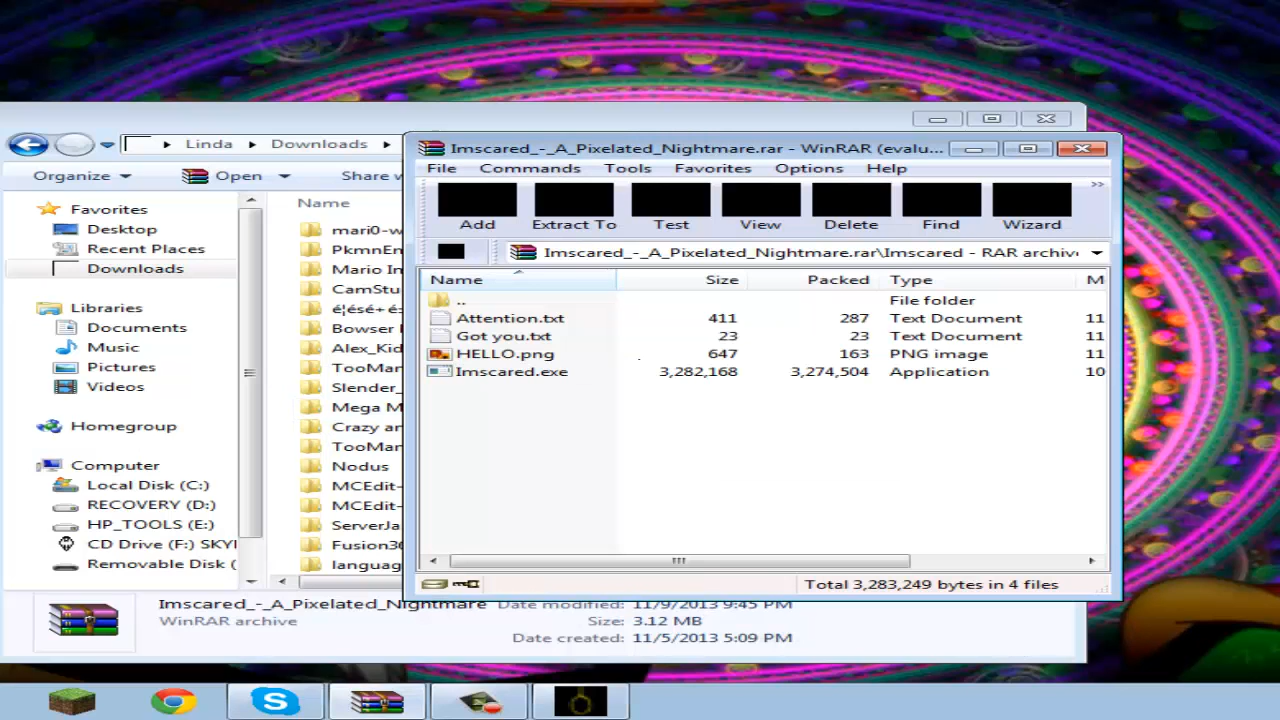 Linda Downloads
Organize Open Share w
Name
Favorites
Desktop
Recent Places
Downloads
Libraries
Documents
Music
Pictures
Videos
Homegroup
Computer
Local Disk (C:)
RECOVERY (D:)
HP_TOOLS (E:)
CD Drive (F:) SKYI
Removable Disk (
mari0-w
PkmnEn
Mario In
CamStu
Bowser
Alex_Kid
TooMan
Slender_
Mega M
Crazy an
TooMan
Nodus
MCEdit-
MCEdit-
ServerJa
Fusion3
language
Imscared_-_A_Pixelated_Nightmare.rar - WinRAR (evalu...
File Commands Tools Favorites Options Help
Add Extract To Test View Delete Find Wizard
Imscared_-_A_Pixelated_Nightmare.rar\Imscared - RAR archiv
Name Size Packed Type M
.. File folder
Attention.txt 411 287 Text Document 11
Got you.txt 23 23 Text Document 11
HELLO.png 647 163 PNG image 11
Imscared.exe 3,282,168 3,274,504 Application 10
Total 3,283,249 bytes in 4 files
Imscared_-_A_Pixelated_Nightmare Date modified: 11/9/2013 9:45 PM
WinRAR archive Size: 3.12 MB
Date created: 11/5/2013 5:09 PM